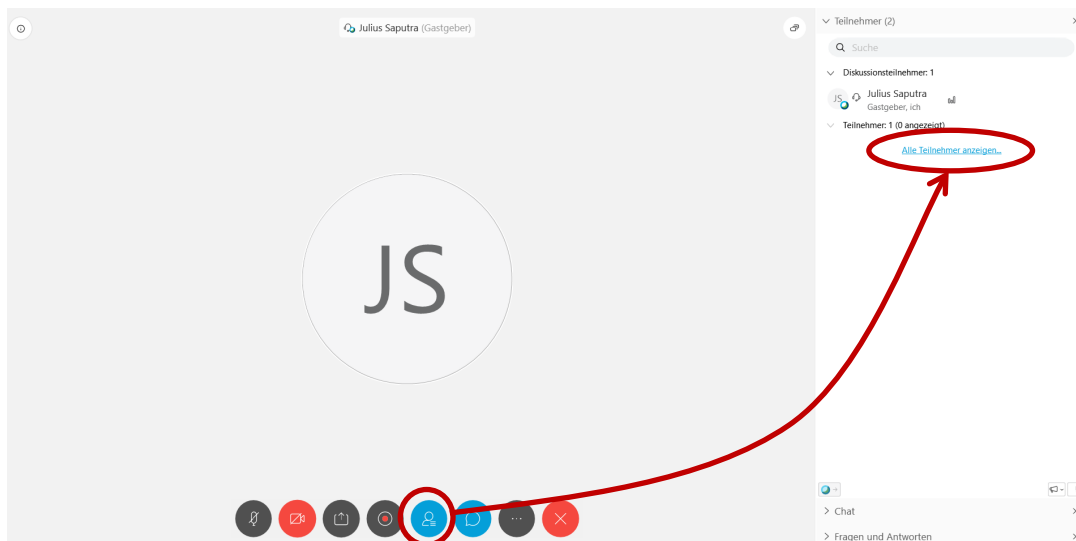 Julius Saputra (Gastgeber)
JS
Teilnehmer (2)
Suche
Diskussionsteilnehmer: 1
JS
Julius Saputra
Gastgeber, ich
Teilnehmer: 1 (0 angezeigt)
Alle Teilnehmer anzeigen...
Chat
Fragen und Antworten